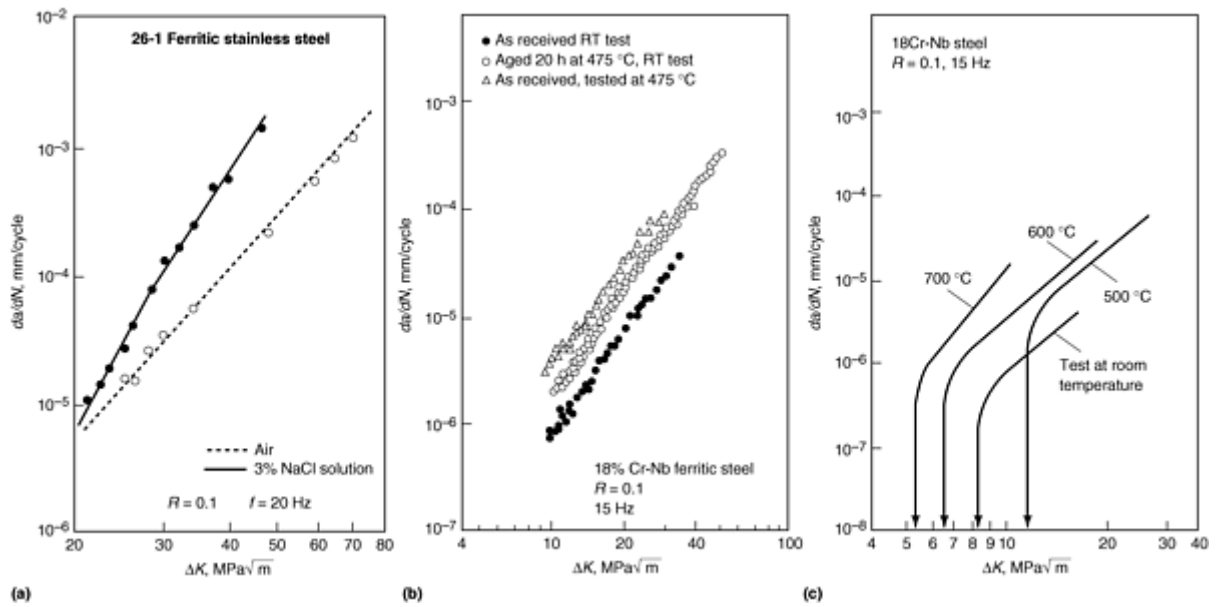 10⁻²
10⁻³
10⁻⁴
10⁻⁵
10⁻⁶
da/dN, mm/cycle
26-1 Ferritic stainless steel
Air
3% NaCl solution
R = 0.1 f = 20 Hz
20 30 40 50 60 70 80
ΔK, MPa√m
(a)
As received RT test
Aged 20 h at 475 °C, RT test
As received, tested at 475 °C
10⁻³
10⁻⁴
10⁻⁵
10⁻⁶
10⁻⁷
da/dN, mm/cycle
18% Cr-Nb ferritic steel
R = 0.1
15 Hz
4 10 20 40 100
ΔK, MPa√m
(b)
18Cr-Nb steel
R = 0.1, 15 Hz
10⁻³
10⁻⁴
10⁻⁵
10⁻⁶
10⁻⁷
10⁻⁸
da/dN, mm/cycle
600 °C
700 °C
500 °C
Test at room
temperature
4 5 6 7 8 9 10 20 40
ΔK, MPa√m
(c)